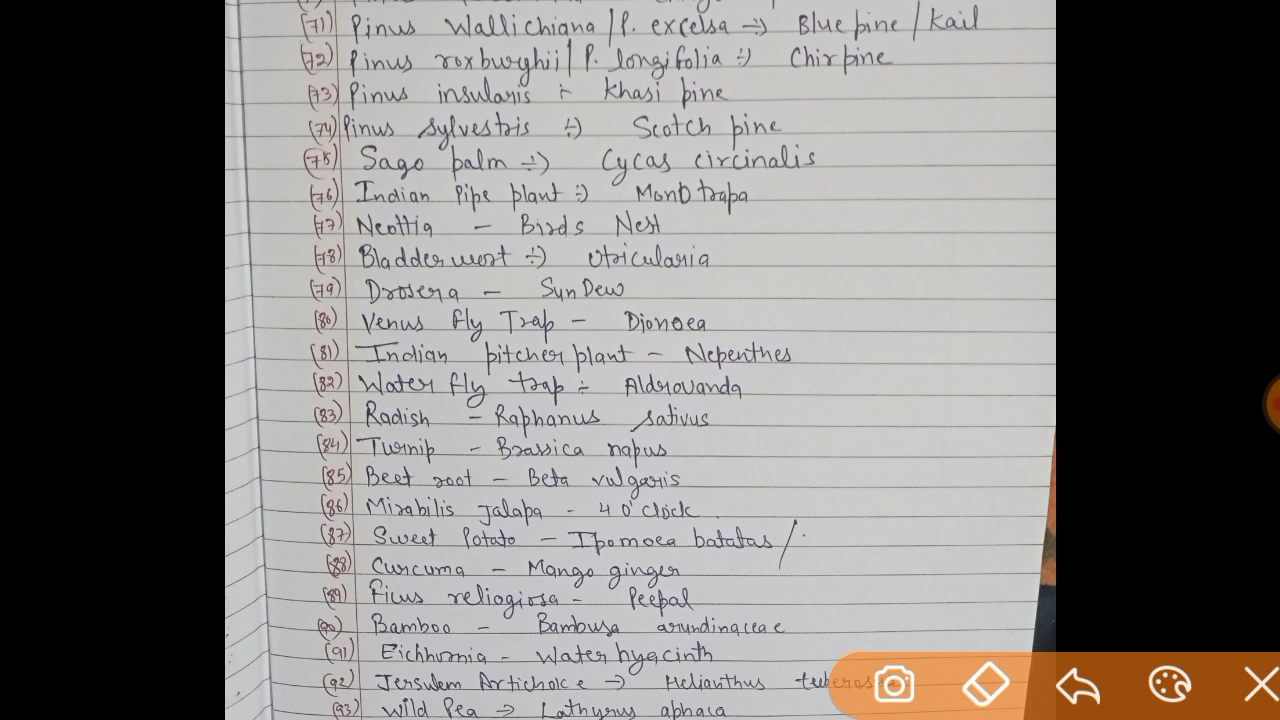 (71) Pinus Wallichiana / P. excelsa ÷) Blue pine / Kail
(72) Pinus roxburghii / P. longifolia ÷) Chirpine
(73) Pinus insularis ÷ Khasi pine
(74) Pinus sylvestris ÷) Scotch pine
(75) Sago palm ÷) Cycas circinalis
(76) Indian Pipe plant ÷) Monotrapa
(77) Neottia - Birds Nest
(78) Bladderwort ÷) Utricularia
(79) Drosera - Syn Dew
(80) Venus fly Trap - Dionoea
(81) Indian pitcher plant - Nepenthes
(82) Water fly trap ÷ Aldrovanda
(83) Radish - Raphanus sativus
(84) Turnip - Brassica napus
(85) Beet root - Beta vulgaris
(86) Mirabilis Jalapa - 4 O'clock
(87) Sweet Potato - Ipomoea batatas /
(88) Curcuma - Mango ginger
(89) ficus reliogiosa - Peepal
(90) Bamboo - Bambusa arundinaceae
(91) Eichhornia - Water hyacinth
(92) Jersulem Artichoke → Helianthus tuberosa
(93) Wild Pea → Lathyrus aphaca